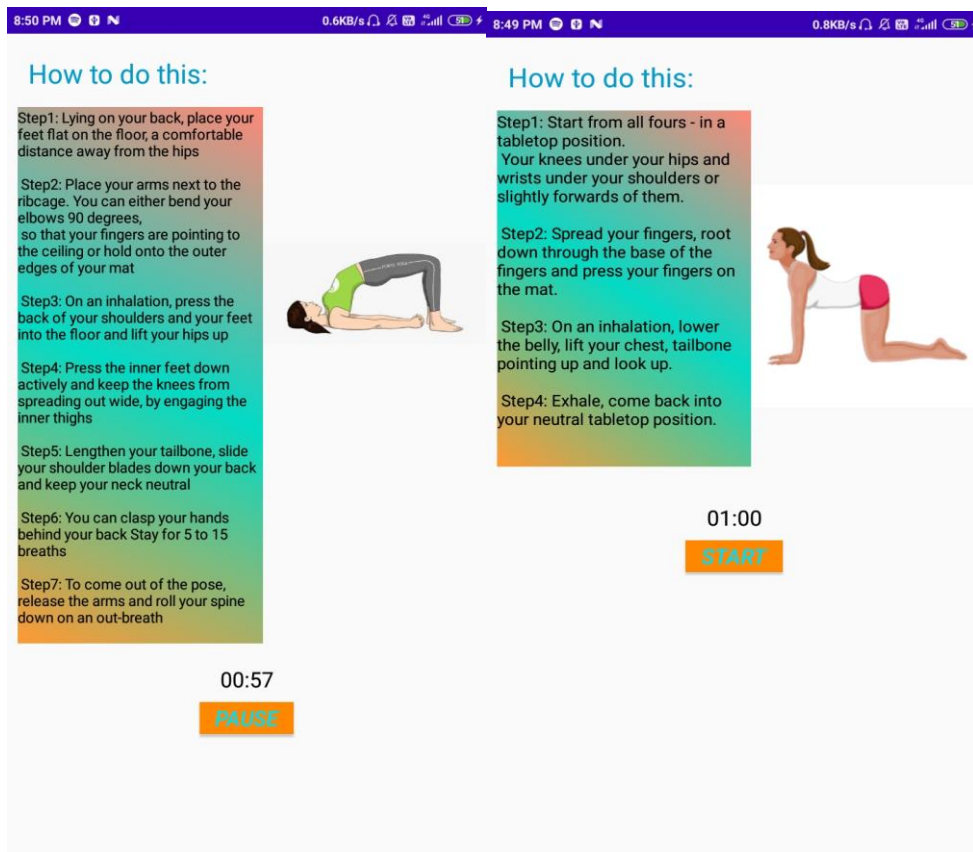 8:50 PM
0.6KB/s
4G
51
How to do this:
Step1: Lying on your back, place your
feet flat on the floor, a comfortable
distance away from the hips
Step2: Place your arms next to the
ribcage. You can either bend your
elbows 90 degrees,
so that your fingers are pointing to
the ceiling or hold onto the outer
edges of your mat
Step3: On an inhalation, press the
back of your shoulders and your feet
into the floor and lift your hips up
Step4: Press the inner feet down
actively and keep the knees from
spreading out wide, by engaging the
inner thighs
Step5: Lengthen your tailbone, slide
your shoulder blades down your back
and keep your neck neutral
Step6: You can clasp your hands
behind your back Stay for 5 to 15
breaths
Step7: To come out of the pose,
release the arms and roll your spine
down on an out-breath
00:57
PAUSE
8:49 PM
0.8KB/s
4G
51
How to do this:
Step1: Start from all fours - in a
tabletop position.
Your knees under your hips and
wrists under your shoulders or
slightly forwards of them.
Step2: Spread your fingers, root
down through the base of the
fingers and press your fingers on
the mat.
Step3: On an inhalation, lower
the belly, lift your chest, tailbone
pointing up and look up.
Step4: Exhale, come back into
your neutral tabletop position.
01:00
START